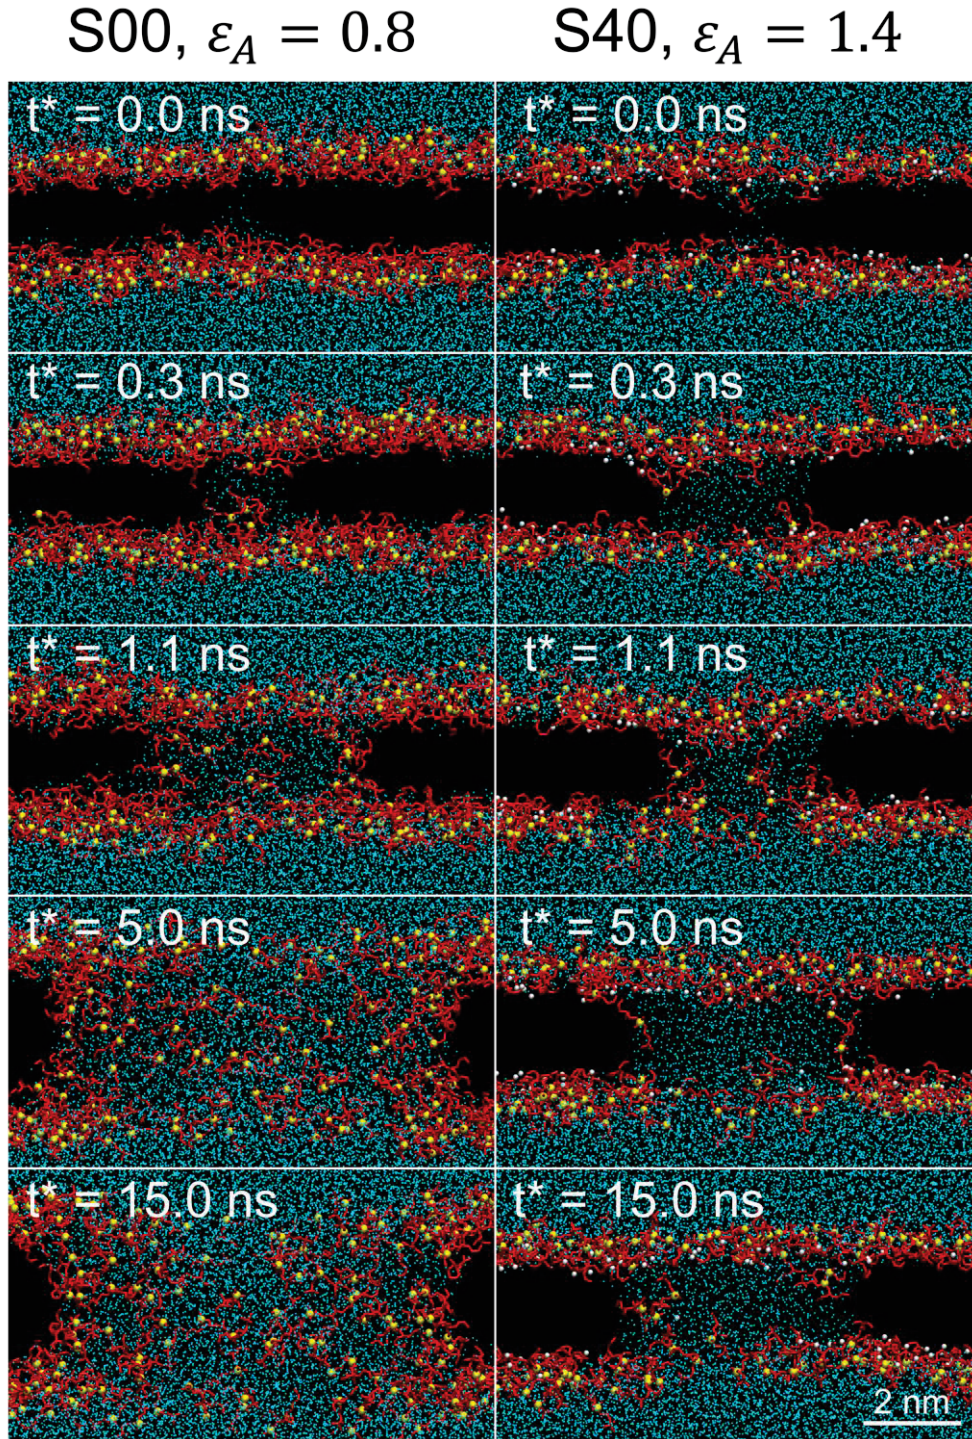 S00, εA = 0.8 S40, εA = 1.4
t* = 0.0 ns t* = 0.0 ns
t* = 0.3 ns t* = 0.3 ns
t* = 1.1 ns t* = 1.1 ns
t* = 5.0 ns t* = 5.0 ns
t* = 15.0 ns t* = 15.0 ns
2 nm